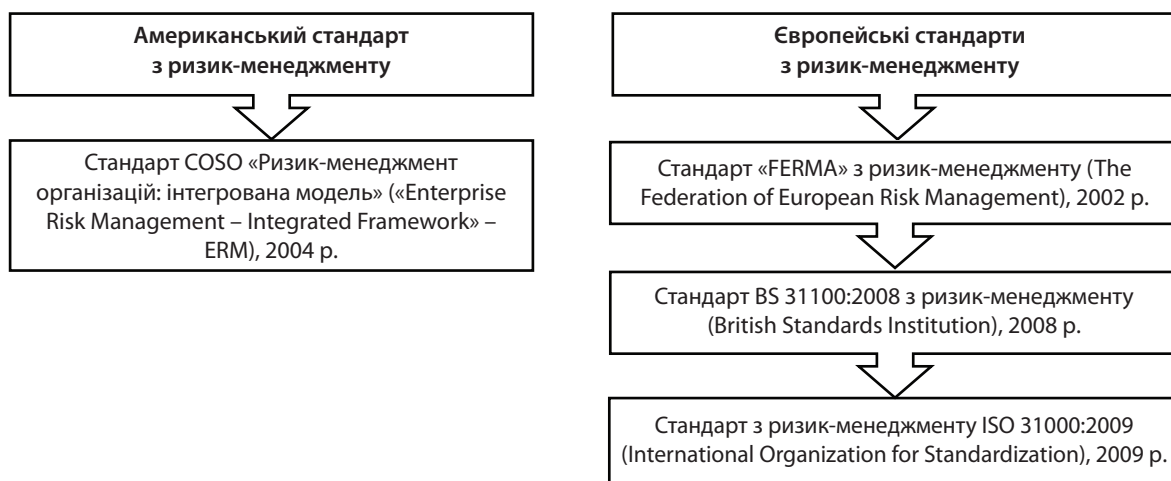 Американський стандарт
з ризик-менеджменту
Стандарт COSO «Ризик-менеджмент
організацій: інтегрована модель» («Enterprise
Risk Management – Integrated Framework» –
ERM), 2004 р.
Європейські стандарти
з ризик-менеджменту
Стандарт «FERMA» з ризик-менеджменту (The
Federation of European Risk Management), 2002 р.
Стандарт BS 31100:2008 з ризик-менеджменту
(British Standards Institution), 2008 р.
Стандарт з ризик-менеджменту ISO 31000:2009
(International Organization for Standardization), 2009 р.